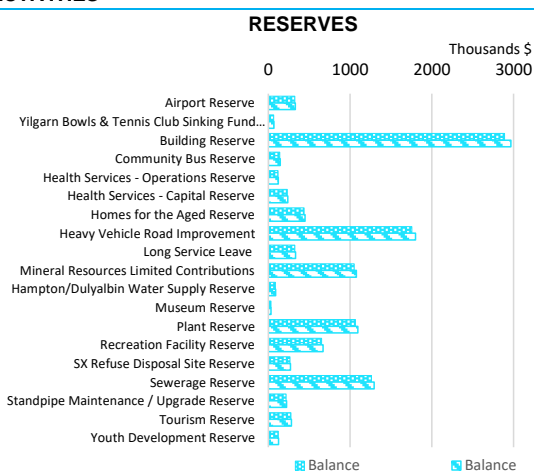 RESERVES
Thousands $
0 1000 2000 3000
Airport Reserve
Yilgarn Bowls & Tennis Club Sinking Fund…
Building Reserve
Community Bus Reserve
Health Services - Operations Reserve
Health Services - Capital Reserve
Homes for the Aged Reserve
Heavy Vehicle Road Improvement
Long Service Leave
Mineral Resources Limited Contributions
Hampton/Dulyalbin Water Supply Reserve
Museum Reserve
Plant Reserve
Recreation Facility Reserve
SX Refuse Disposal Site Reserve
Sewerage Reserve
Standpipe Maintenance / Upgrade Reserve
Tourism Reserve
Youth Development Reserve
Balance Balance